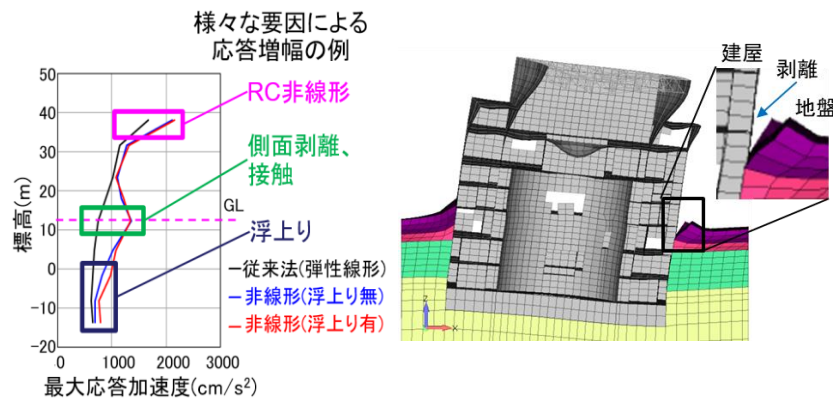 様々な要因による
応答増幅の例
50
40
30
20
10
0
-10
-20
標高(m)
RC非線形
側面剥離、
接触
GL
浮上り
従来法(弾性線形)
非線形(浮上り無)
非線形(浮上り有)
0
1000
2000
3000
最大応答加速度(cm/s²)
建屋
剥離
地盤
Z
X